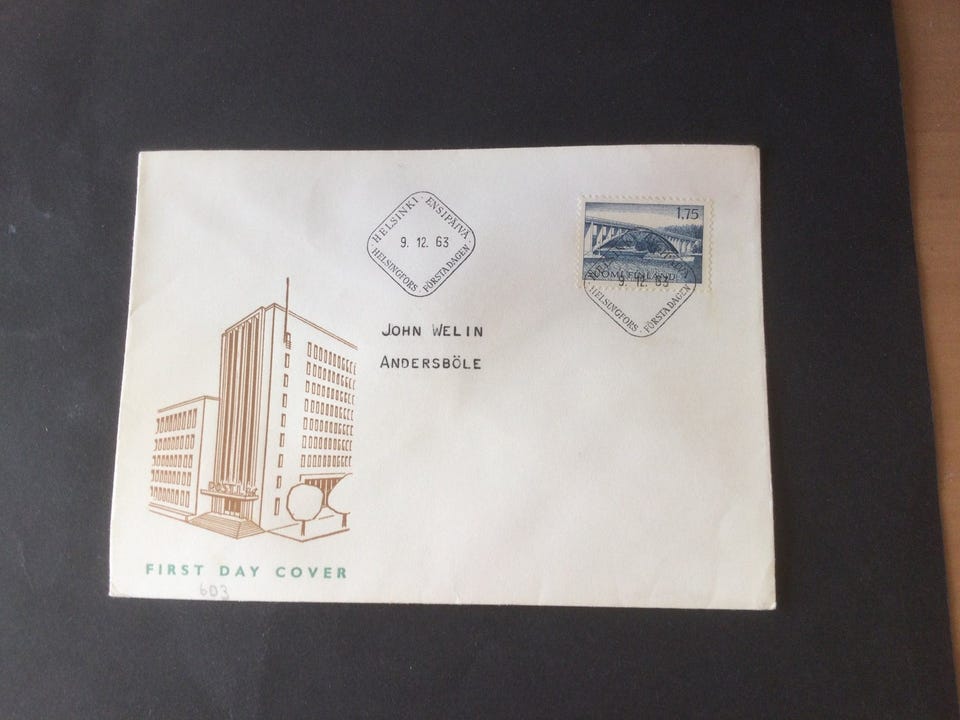 HELSINKI · ENSIPÄIVÄ
9. 12. 63
HELSINGFORS · FÖRSTA DAGEN
1,75
SUOMI FINLAND
9. 12. 63
HELSINGFORS · FÖRSTA DAGEN
JOHN WELIN
ANDERSBÖLE
POSTI
FIRST DAY COVER
603